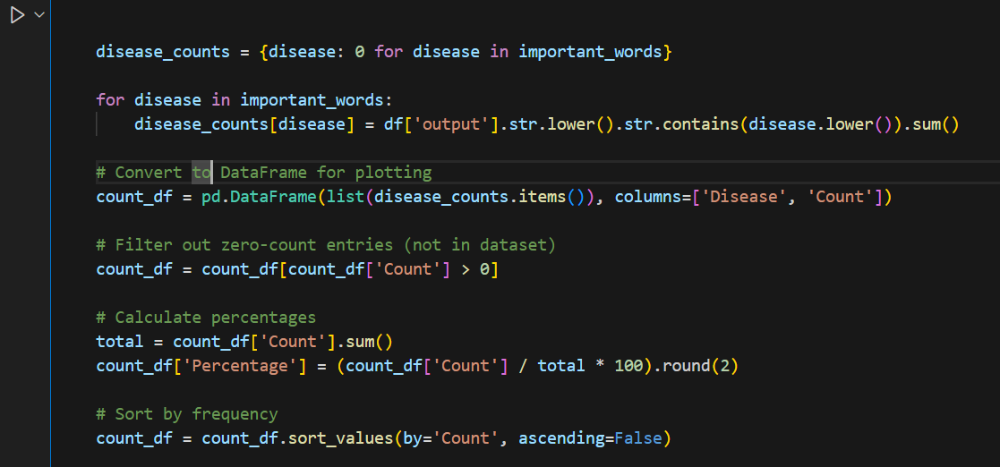 disease_counts = {disease: 0 for disease in important_words}
for disease in important_words:
    disease_counts[disease] = df['output'].str.lower().str.contains(disease.lower()).sum()
# Convert to DataFrame for plotting
count_df = pd.DataFrame(list(disease_counts.items()), columns=['Disease', 'Count'])
# Filter out zero-count entries (not in dataset)
count_df = count_df[count_df['Count'] > 0]
# Calculate percentages
total = count_df['Count'].sum()
count_df['Percentage'] = (count_df['Count'] / total * 100).round(2)
# Sort by frequency
count_df = count_df.sort_values(by='Count', ascending=False)